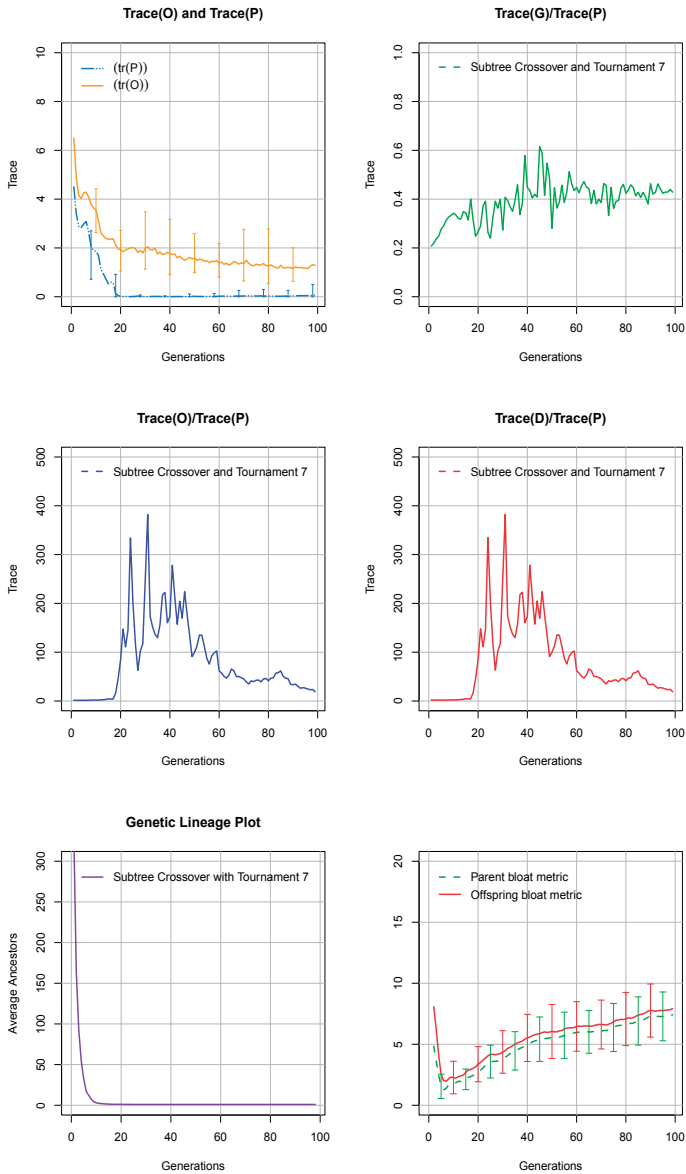 Trace(O) and Trace(P)
10
8
6
4
2
0
Trace
(tr(P))
(tr(O))
0 20 40 60 80 100
Generations
Trace(G)/Trace(P)
1.0
0.8
0.6
0.4
0.2
0.0
Trace
Subtree Crossover and Tournament 7
0 20 40 60 80 100
Generations
Trace(O)/Trace(P)
500
400
300
200
100
0
Trace
Subtree Crossover and Tournament 7
0 20 40 60 80 100
Generations
Trace(D)/Trace(P)
500
400
300
200
100
0
Trace
Subtree Crossover and Tournament 7
0 20 40 60 80 100
Generations
Genetic Lineage Plot
300
250
200
150
100
50
0
Average Ancestors
Subtree Crossover with Tournament 7
0 20 40 60 80 100
Generations
20
15
10
5
0
Parent bloat metric
Offspring bloat metric
0 20 40 60 80 100
Generations